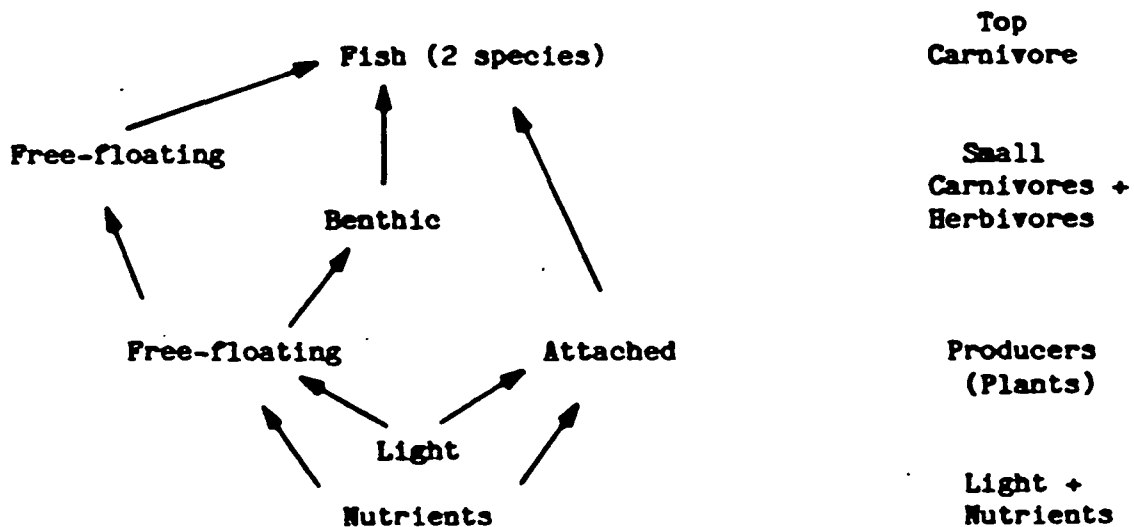 Top
Fish (2 species) Carnivore
Free-floating Small
Carnivores +
Benthic Herbivores
Free-floating Attached Producers
(Plants)
Light
Light +
Nutrients Nutrients